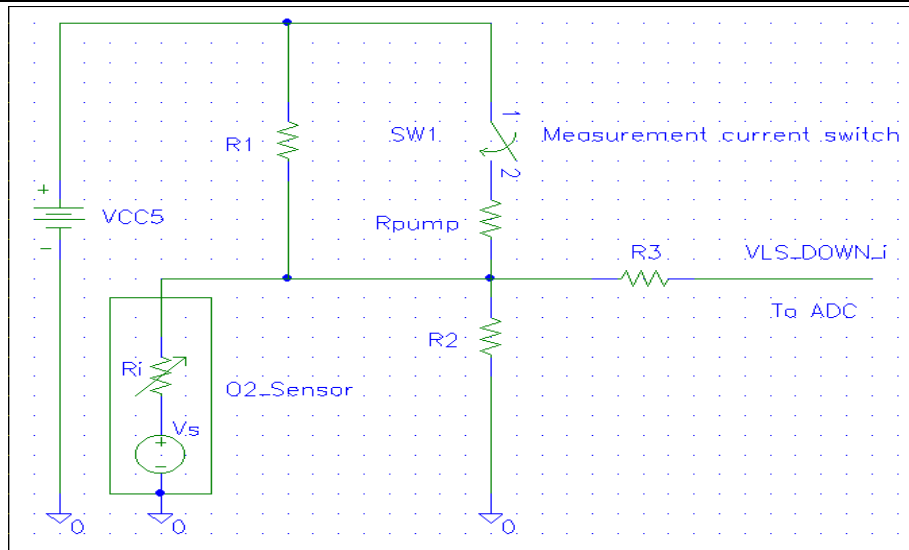 SW1
1
Measurement current switch
R1
2
+
VCC5
-
Rpump
R3
VLS_DOWN_i
To ADC
R2
Ri
O2_Sensor
Vs
+
-
0
0
0